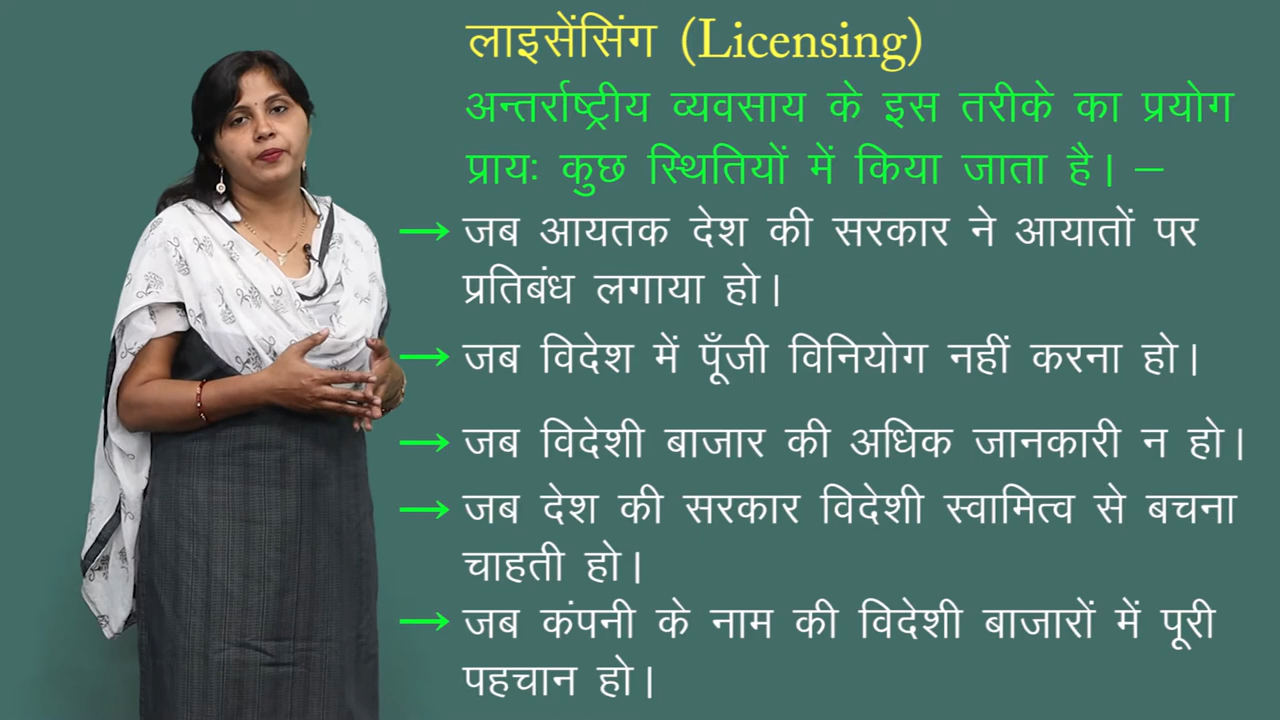 लाइसेंसिंग (Licensing)
अन्तर्राष्ट्रीय व्यवसाय के इस तरीके का प्रयोग
प्रायः कुछ स्थितियों में किया जाता है। –
→ जब आयतक देश की सरकार ने आयातों पर
प्रतिबंध लगाया हो।
→ जब विदेश में पूँजी विनियोग नहीं करना हो।
→ जब विदेशी बाजार की अधिक जानकारी न हो।
→ जब देश की सरकार विदेशी स्वामित्व से बचना
चाहती हो।
→ जब कंपनी के नाम की विदेशी बाजारों में पूरी
पहचान हो।